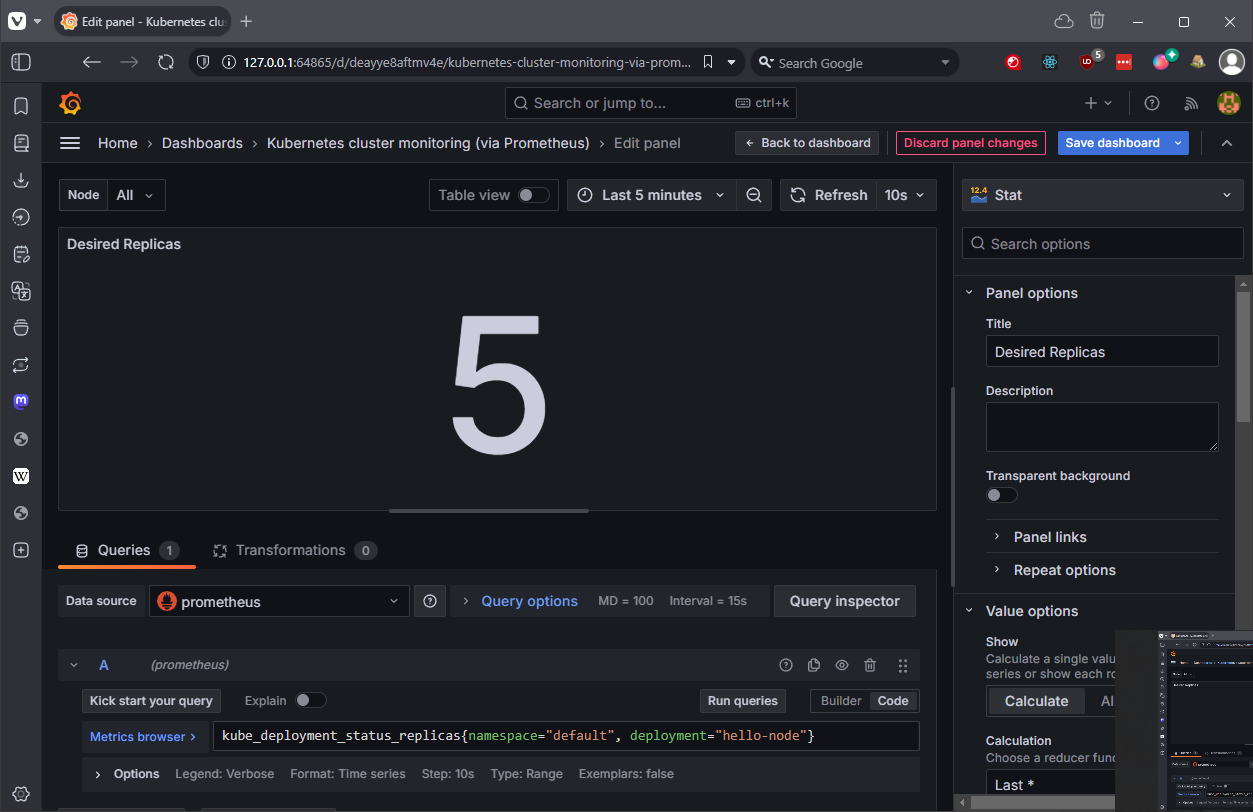 Edit panel - Kubernetes clu
127.0.0.1:64865/d/deayye8aftmv4e/kubernetes-cluster-monitoring-via-prom...
Search Google
5
Search or jump to...
ctrl+k
Home › Dashboards › Kubernetes cluster monitoring (via Prometheus) › Edit panel
Back to dashboard
Discard panel changes
Save dashboard
Node
All
Table view
Last 5 minutes
Refresh
10s
12.4
Stat
Search options
Desired Replicas
5
Panel options
Title
Desired Replicas
Description
Transparent background
Panel links
Repeat options
Queries 1
Transformations 0
Data source
prometheus
Query options
MD = 100
Interval = 15s
Query inspector
Value options
Show
Calculate a single valu
series or show each ro
Calculate
Al
Calculation
Choose a reducer func
Last *
A
(prometheus)
Kick start your query
Explain
Run queries
Builder
Code
Metrics browser >
kube_deployment_status_replicas{namespace="default", deployment="hello-node"}
Options
Legend: Verbose
Format: Time series
Step: 10s
Type: Range
Exemplars: false